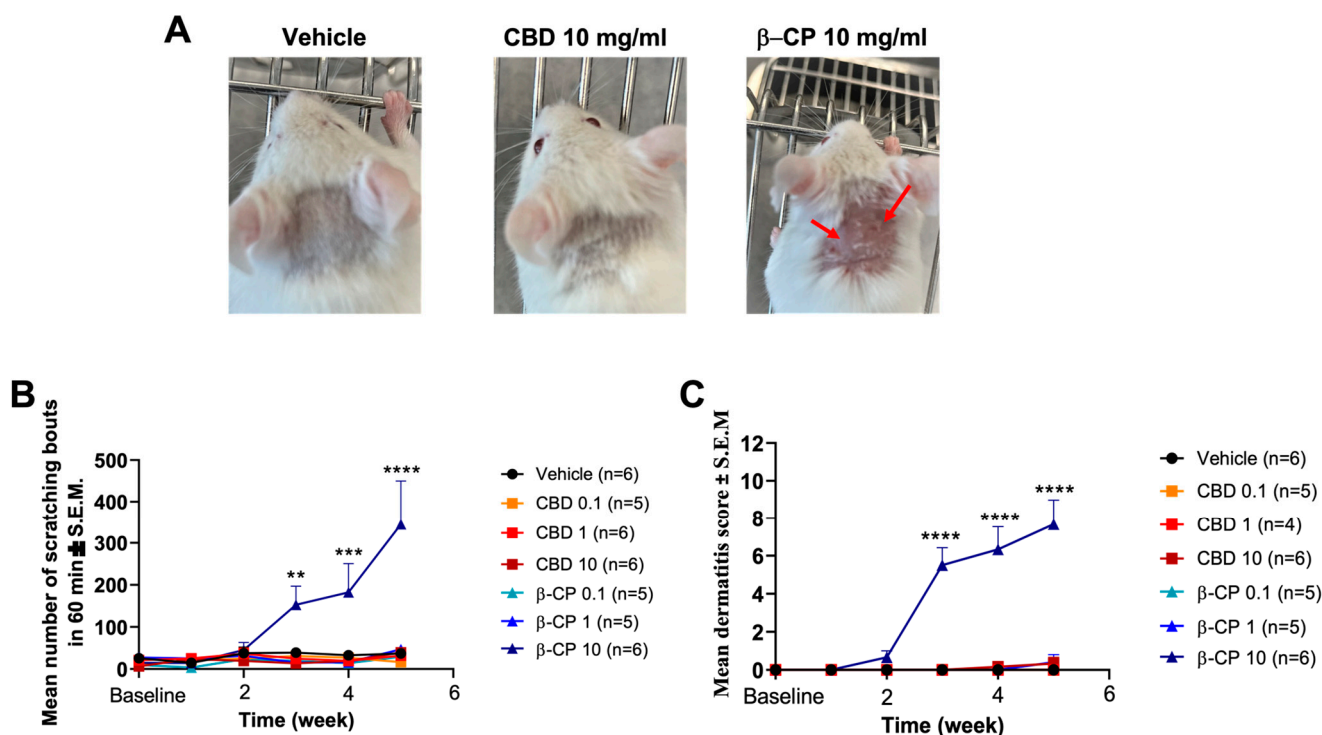 A
Vehicle
CBD 10 mg/ml
β–CP 10 mg/ml
B
Mean number of scratching bouts
in 60 min ± S.E.M.
500
400
300
200
100
0
**
***
****
Baseline
2
4
6
Time (week)
Vehicle (n=6)
CBD 0.1 (n=5)
CBD 1 (n=6)
CBD 10 (n=6)
β-CP 0.1 (n=5)
β-CP 1 (n=5)
β-CP 10 (n=6)
C
Mean dermatitis score ± S.E.M
12
10
8
6
4
2
0
****
****
****
Baseline
2
4
6
Time (week)
Vehicle (n=6)
CBD 0.1 (n=5)
CBD 1 (n=4)
CBD 10 (n=6)
β-CP 0.1 (n=5)
β-CP 1 (n=5)
β-CP 10 (n=6)